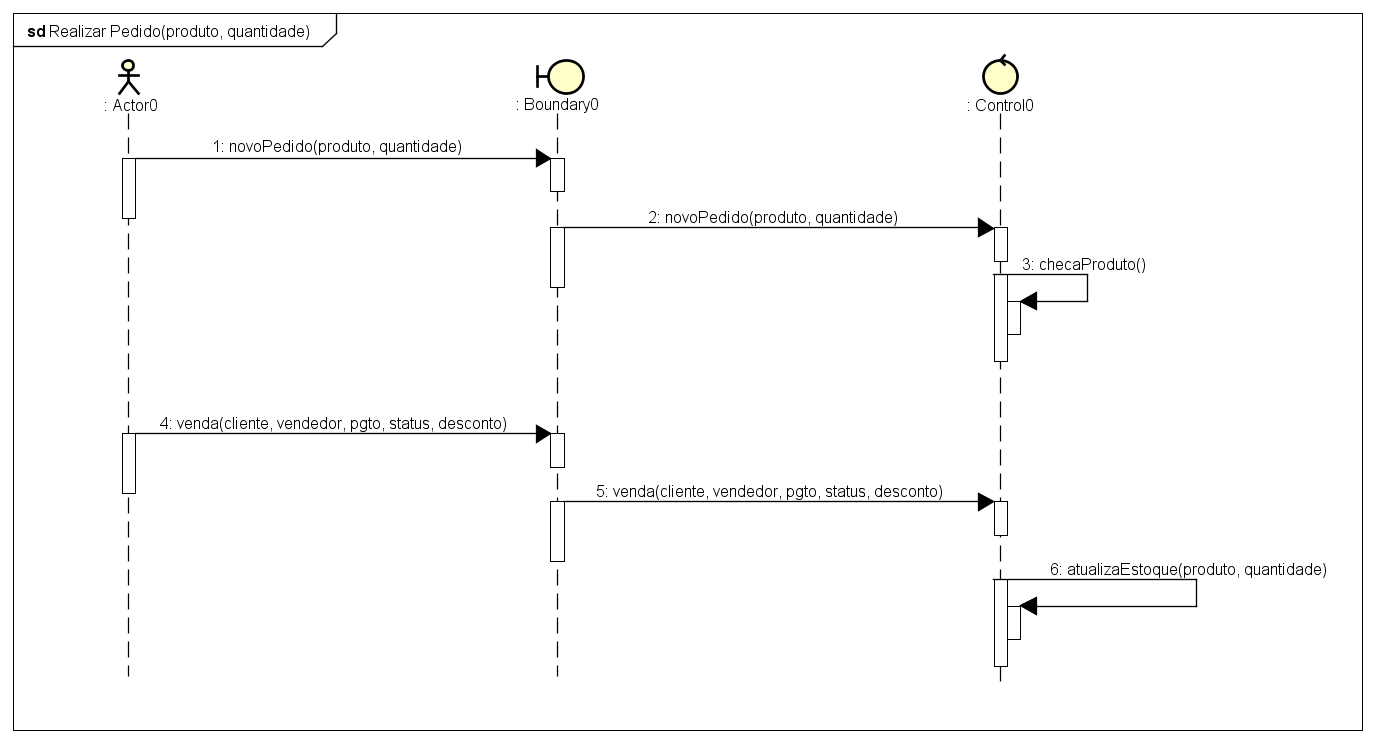 sd Realizar Pedido(produto, quantidade)
: Actor0
: Boundary0
: Control0
1: novoPedido(produto, quantidade)
2: novoPedido(produto, quantidade)
3: checaProduto()
4: venda(cliente, vendedor, pgto, status, desconto)
5: venda(cliente, vendedor, pgto, status, desconto)
6: atualizaEstoque(produto, quantidade)